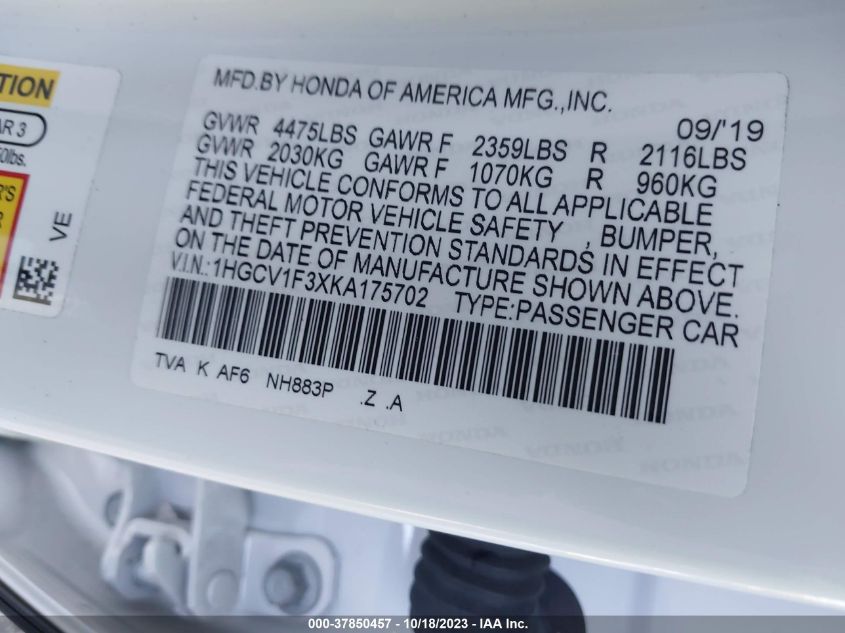 TION
AR 3
50lbs.
R'S
R
VE
MFD.BY HONDA OF AMERICA MFG.,INC.
09/'19
GVWR 4475LBS GAWR F 2359LBS R 2116LBS
GVWR 2030KG GAWR F 1070KG R 960KG
THIS VEHICLE CONFORMS TO ALL APPLICABLE
FEDERAL MOTOR VEHICLE SAFETY , BUMPER,
AND THEFT PREVENTION STANDARDS IN EFFECT
ON THE DATE OF MANUFACTURE SHOWN ABOVE.
V.I.N.:1HGCV1F3XKA175702 TYPE:PASSENGER CAR
TVA K AF6 NH883P .Z .A
000-37850457 - 10/18/2023 - IAA Inc.